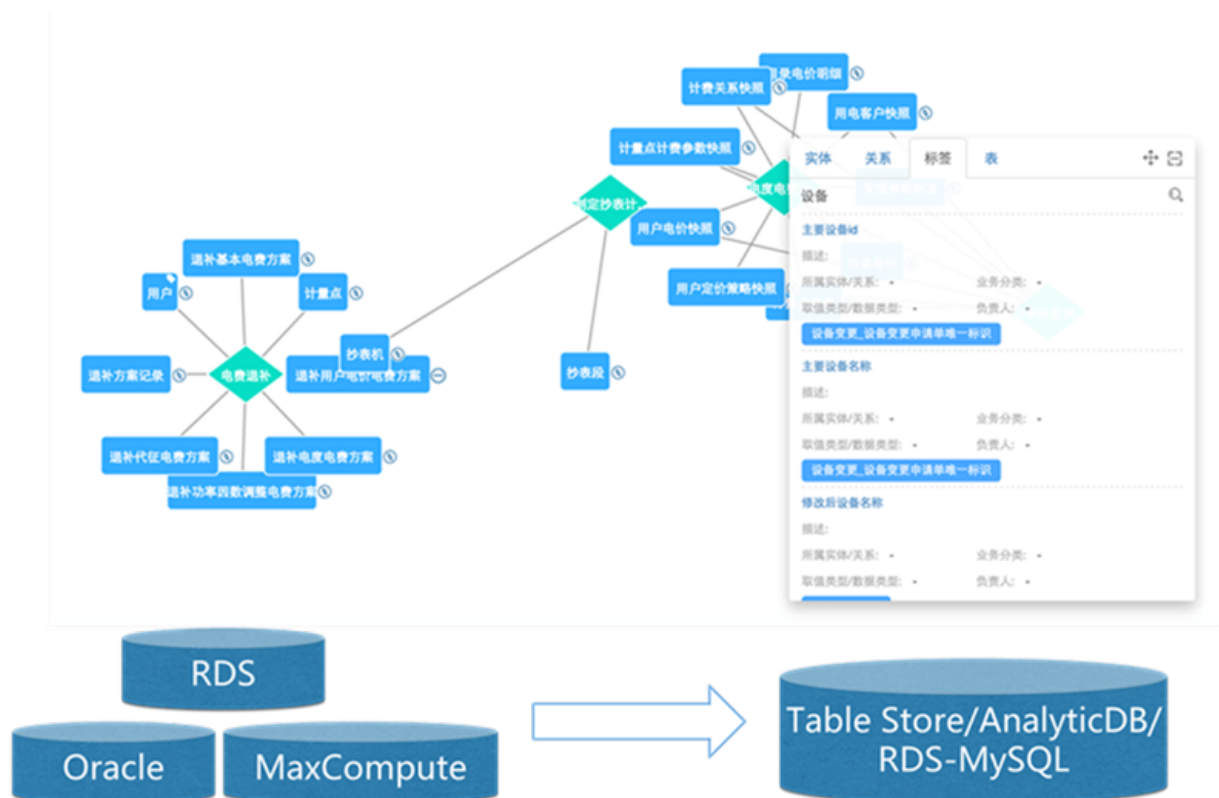 录电价明细
计费关系快照
用电客户快照
计量点计费参数快照
用户电价快照
用户定价策略快照
抄表段
抄表机
退补基本电费方案
用户
计量点
退补方案记录
电费退补
退补用户电价电费方案
退补代征电费方案
退补电度电费方案
退补功率因数调整电费方案
实体 关系 标签 表
设备
主要设备id
描述:
所属实体/关系: - 业务分类: -
取值类型/数据类型: - 负责人: -
设备变更_设备变更申请单唯一标识
主要设备名称
描述:
所属实体/关系: - 业务分类: -
取值类型/数据类型: - 负责人: -
设备变更_设备变更申请单唯一标识
修改后设备名称
描述:
所属实体/关系: - 业务分类: -
取值类型/数据类型: - 负责人: -
RDS
Oracle
MaxCompute
Table Store/AnalyticDB/
RDS-MySQL